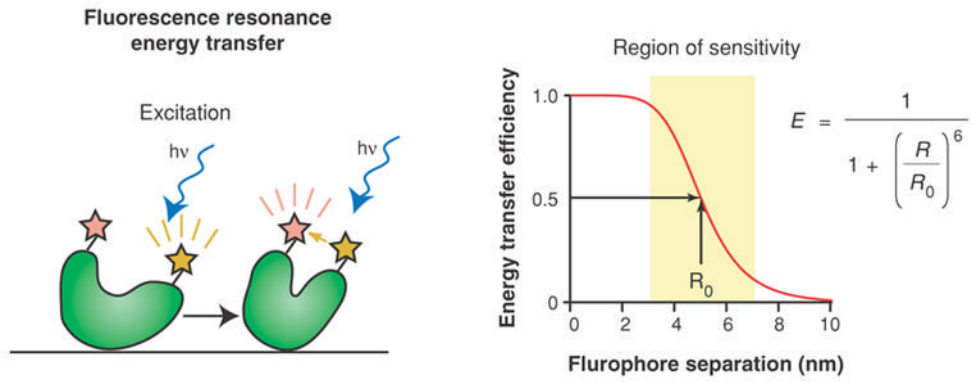 Fluorescence resonance
energy transfer
Excitation
hν
hν
Region of sensitivity
Energy transfer efficiency
1.0
0.5
0
R0
0 2 4 6 8 10
Flurophore separation (nm)
E = 1 / 1 + (R / R0)^6